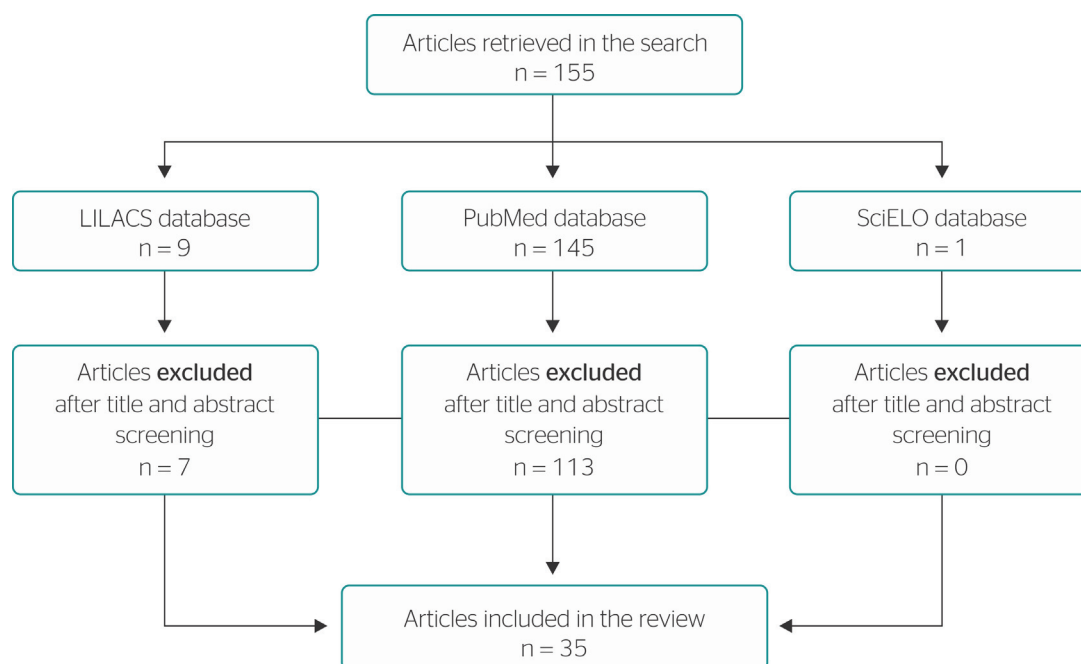 Articles retrieved in the search
n = 155
LILACS database
n = 9
PubMed database
n = 145
SciELO database
n = 1
Articles excluded
after title and abstract
screening
n = 7
Articles excluded
after title and abstract
screening
n = 113
Articles excluded
after title and abstract
screening
n = 0
Articles included in the review
n = 35